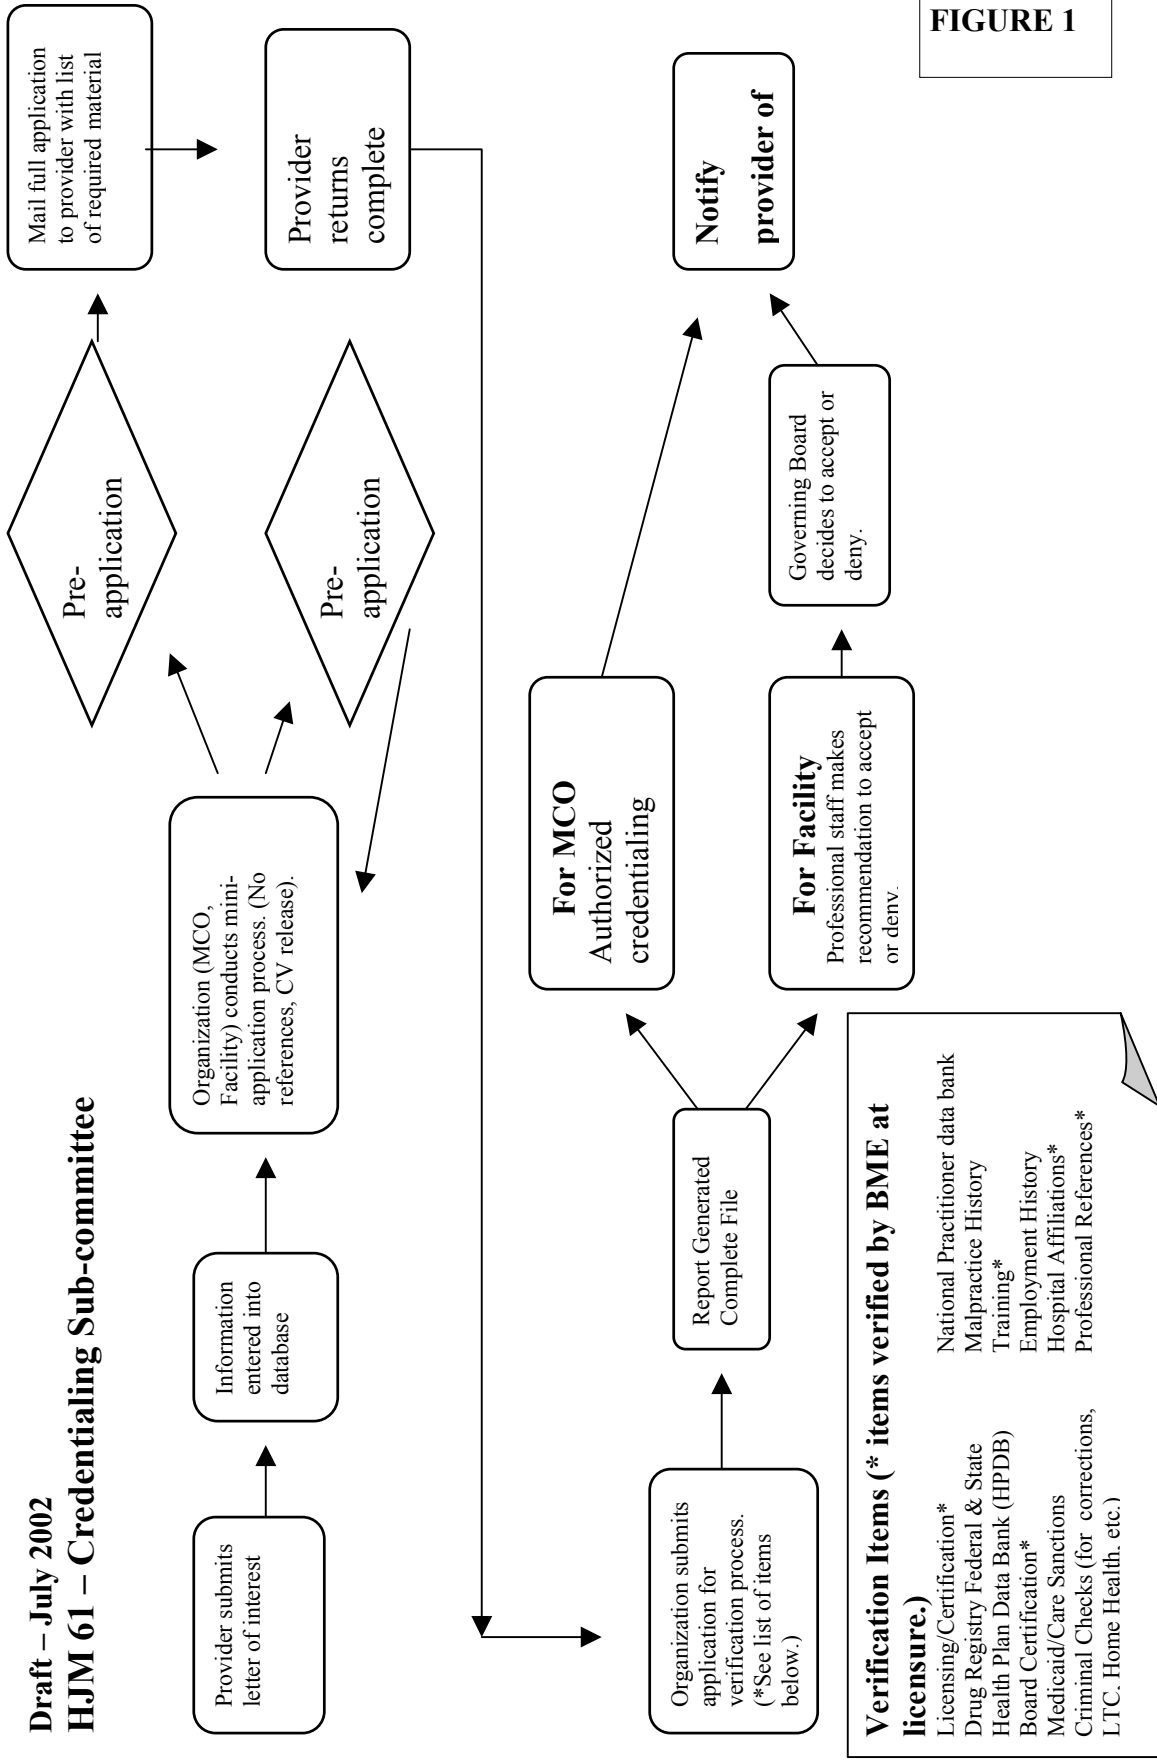 Draft – July 2002
HJM 61 – Credentialing Sub-committee
Provider submits
letter of interest
Information
entered into
database
Organization (MCO,
Facility) conducts mini-
application process. (No
references, CV release).
Pre-
application
Mail full application
to provider with list
of required material
Pre-
application
Provider
returns
complete
Organization submits
application for
verification process.
(*See list of items
below.)
Report Generated
Complete File
For MCO
Authorized
credentialing
For Facility
Professional staff makes
recommendation to accept
or deny.
Governing Board
decides to accept or
deny.
Notify
provider of
Verification Items (* items verified by BME at
licensure.)
Licensing/Certification*
Drug Registry Federal & State
Health Plan Data Bank (HPDB)
Board Certification*
Medicaid/Care Sanctions
Criminal Checks (for corrections,
LTC. Home Health. etc.)
National Practitioner data bank
Malpractice History
Training*
Employment History
Hospital Affiliations*
Professional References*
FIGURE 1